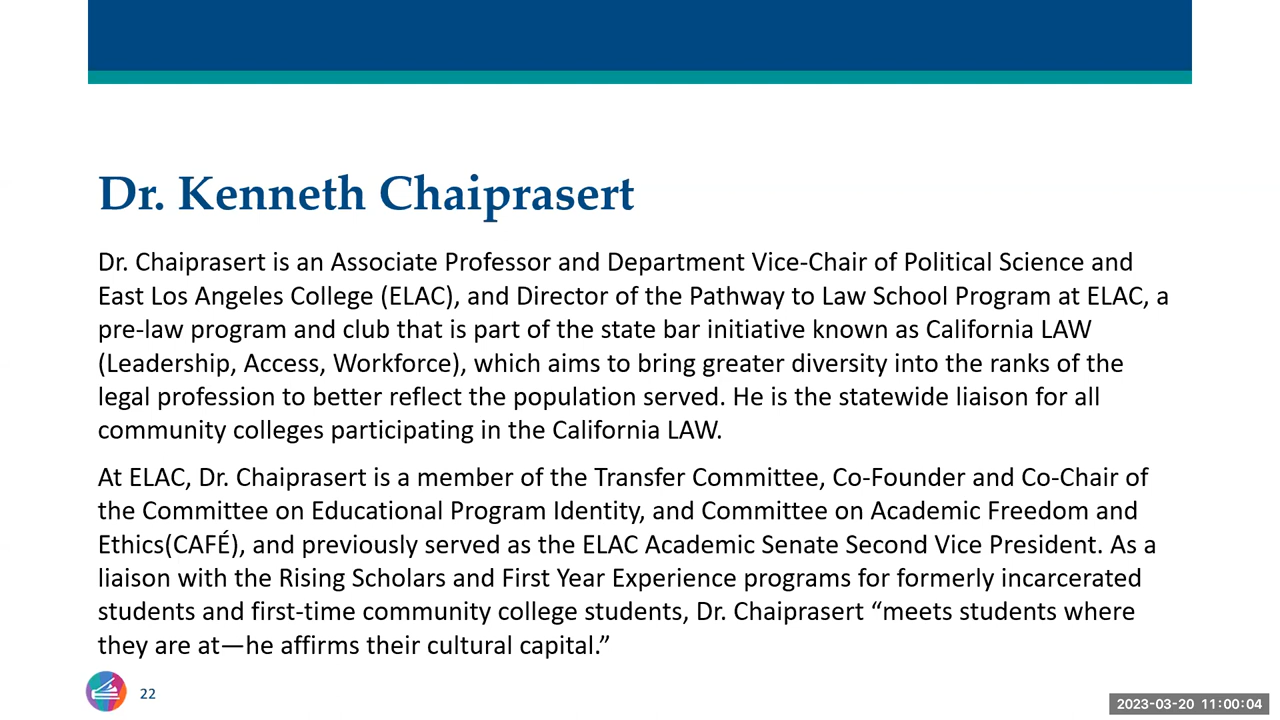 Dr. Kenneth Chaiprasert
Dr. Chaiprasert is an Associate Professor and Department Vice-Chair of Political Science and
East Los Angeles College (ELAC), and Director of the Pathway to Law School Program at ELAC, a
pre-law program and club that is part of the state bar initiative known as California LAW
(Leadership, Access, Workforce), which aims to bring greater diversity into the ranks of the
legal profession to better reflect the population served. He is the statewide liaison for all
community colleges participating in the California LAW.
At ELAC, Dr. Chaiprasert is a member of the Transfer Committee, Co-Founder and Co-Chair of
the Committee on Educational Program Identity, and Committee on Academic Freedom and
Ethics(CAFÉ), and previously served as the ELAC Academic Senate Second Vice President. As a
liaison with the Rising Scholars and First Year Experience programs for formerly incarcerated
students and first-time community college students, Dr. Chaiprasert “meets students where
they are at—he affirms their cultural capital.”
22
2023-03-20 11:00:04